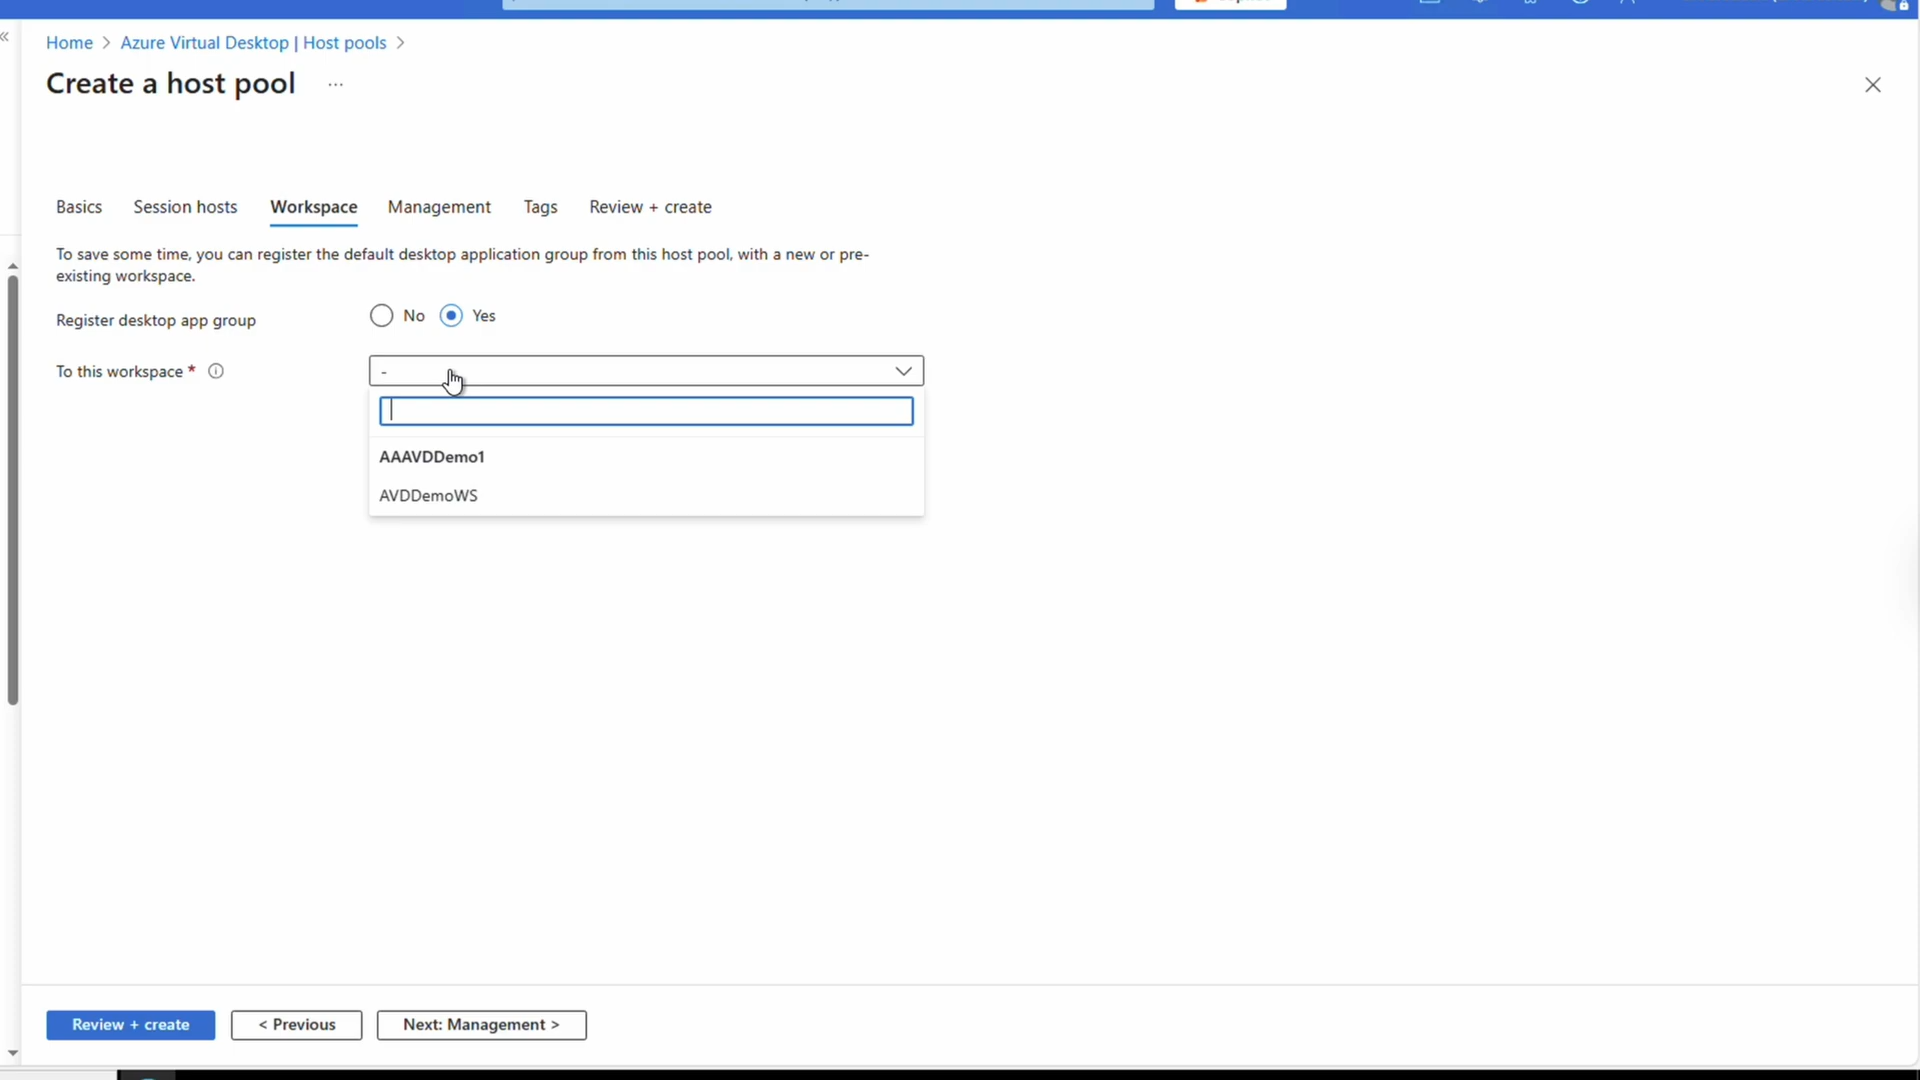 Home > Azure Virtual Desktop | Host pools >
Create a host pool ...
Basics Session hosts Workspace Management Tags Review + create
To save some time, you can register the default desktop application group from this host pool, with a new or pre-
existing workspace.
Register desktop app group No Yes
To this workspace * -
AAAVDDemo1
AVDDemoWS
Review + create < Previous Next: Management >